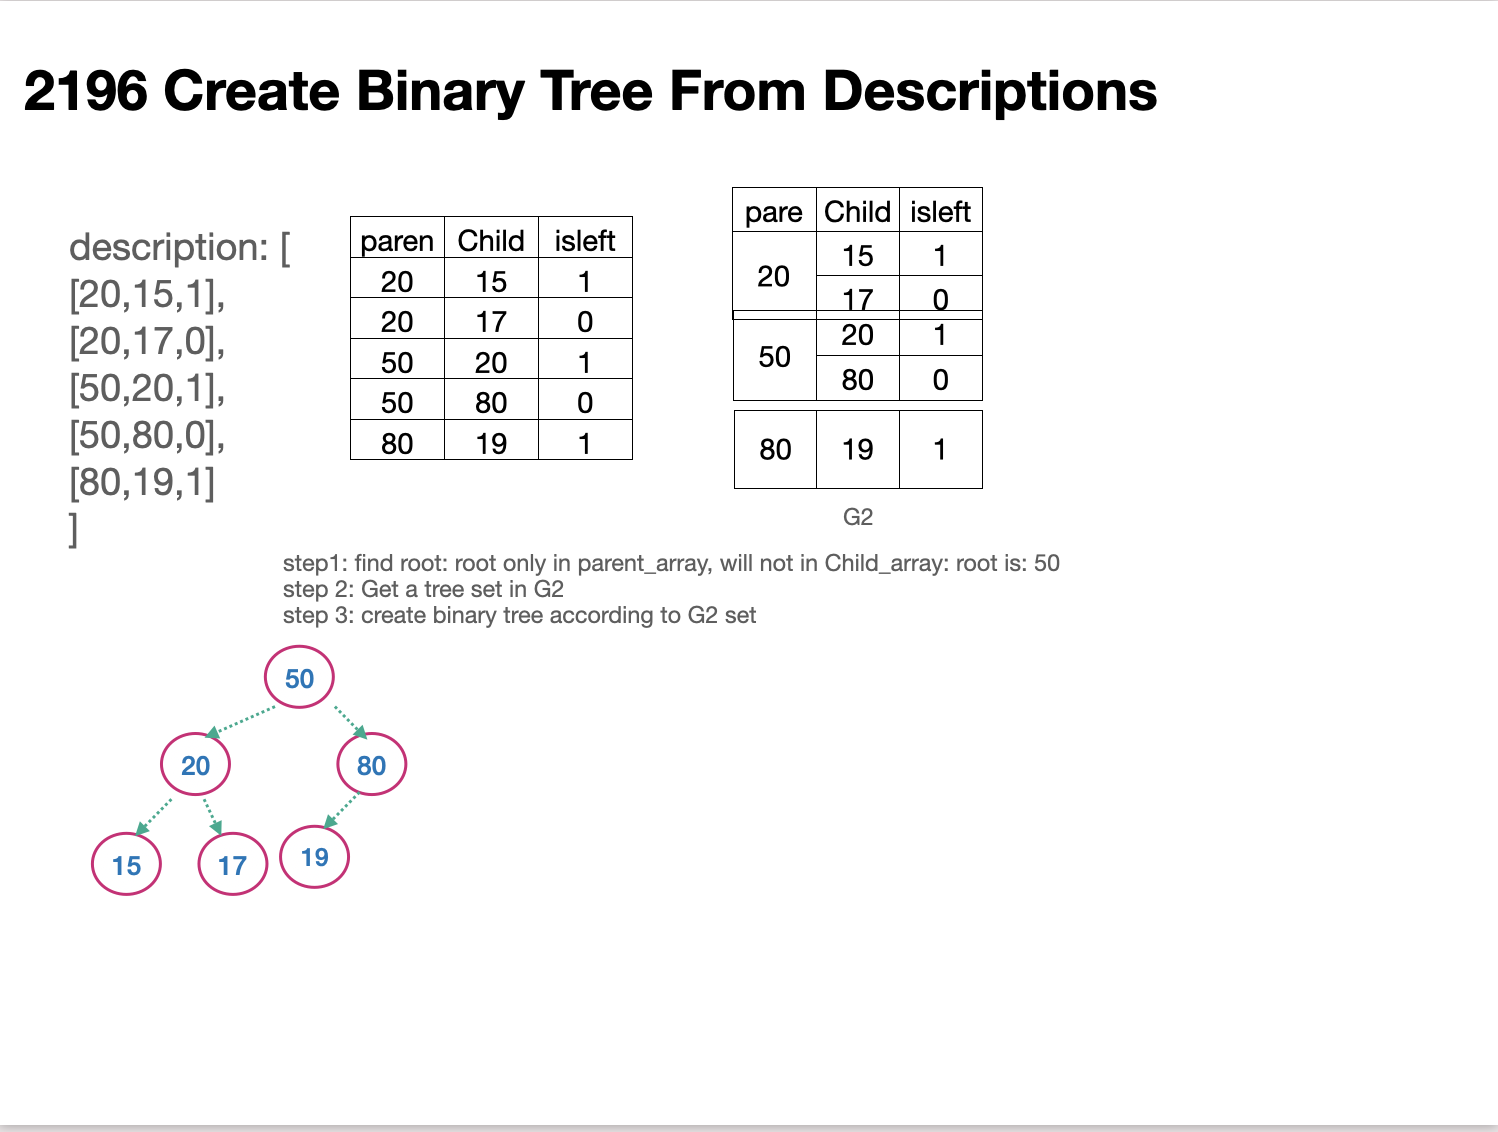 2196 Create Binary Tree From Descriptions
description: [
[20,15,1],
[20,17,0],
[50,20,1],
[50,80,0],
[80,19,1]
]
paren Child isleft
20 15 1
20 17 0
50 20 1
50 80 0
80 19 1
pare Child isleft
20
15 1
17 0
50
20 1
80 0
80 19 1
G2
step1: find root: root only in parent_array, will not in Child_array: root is: 50
step 2: Get a tree set in G2
step 3: create binary tree according to G2 set
50
20 80
15 17 19